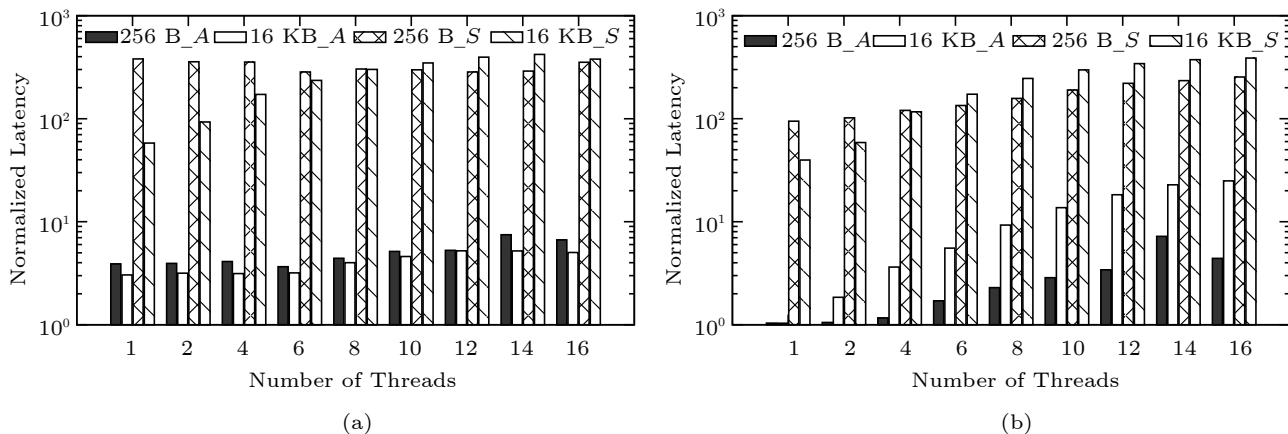 10³
256 B_A 16 KB_A 256 B_S 16 KB_S
10²
10¹
10⁰
Normalized Latency
1 2 4 6 8 10 12 14 16
Number of Threads
(a)
10³
256 B_A 16 KB_A 256 B_S 16 KB_S
10²
10¹
10⁰
Normalized Latency
1 2 4 6 8 10 12 14 16
Number of Threads
(b)